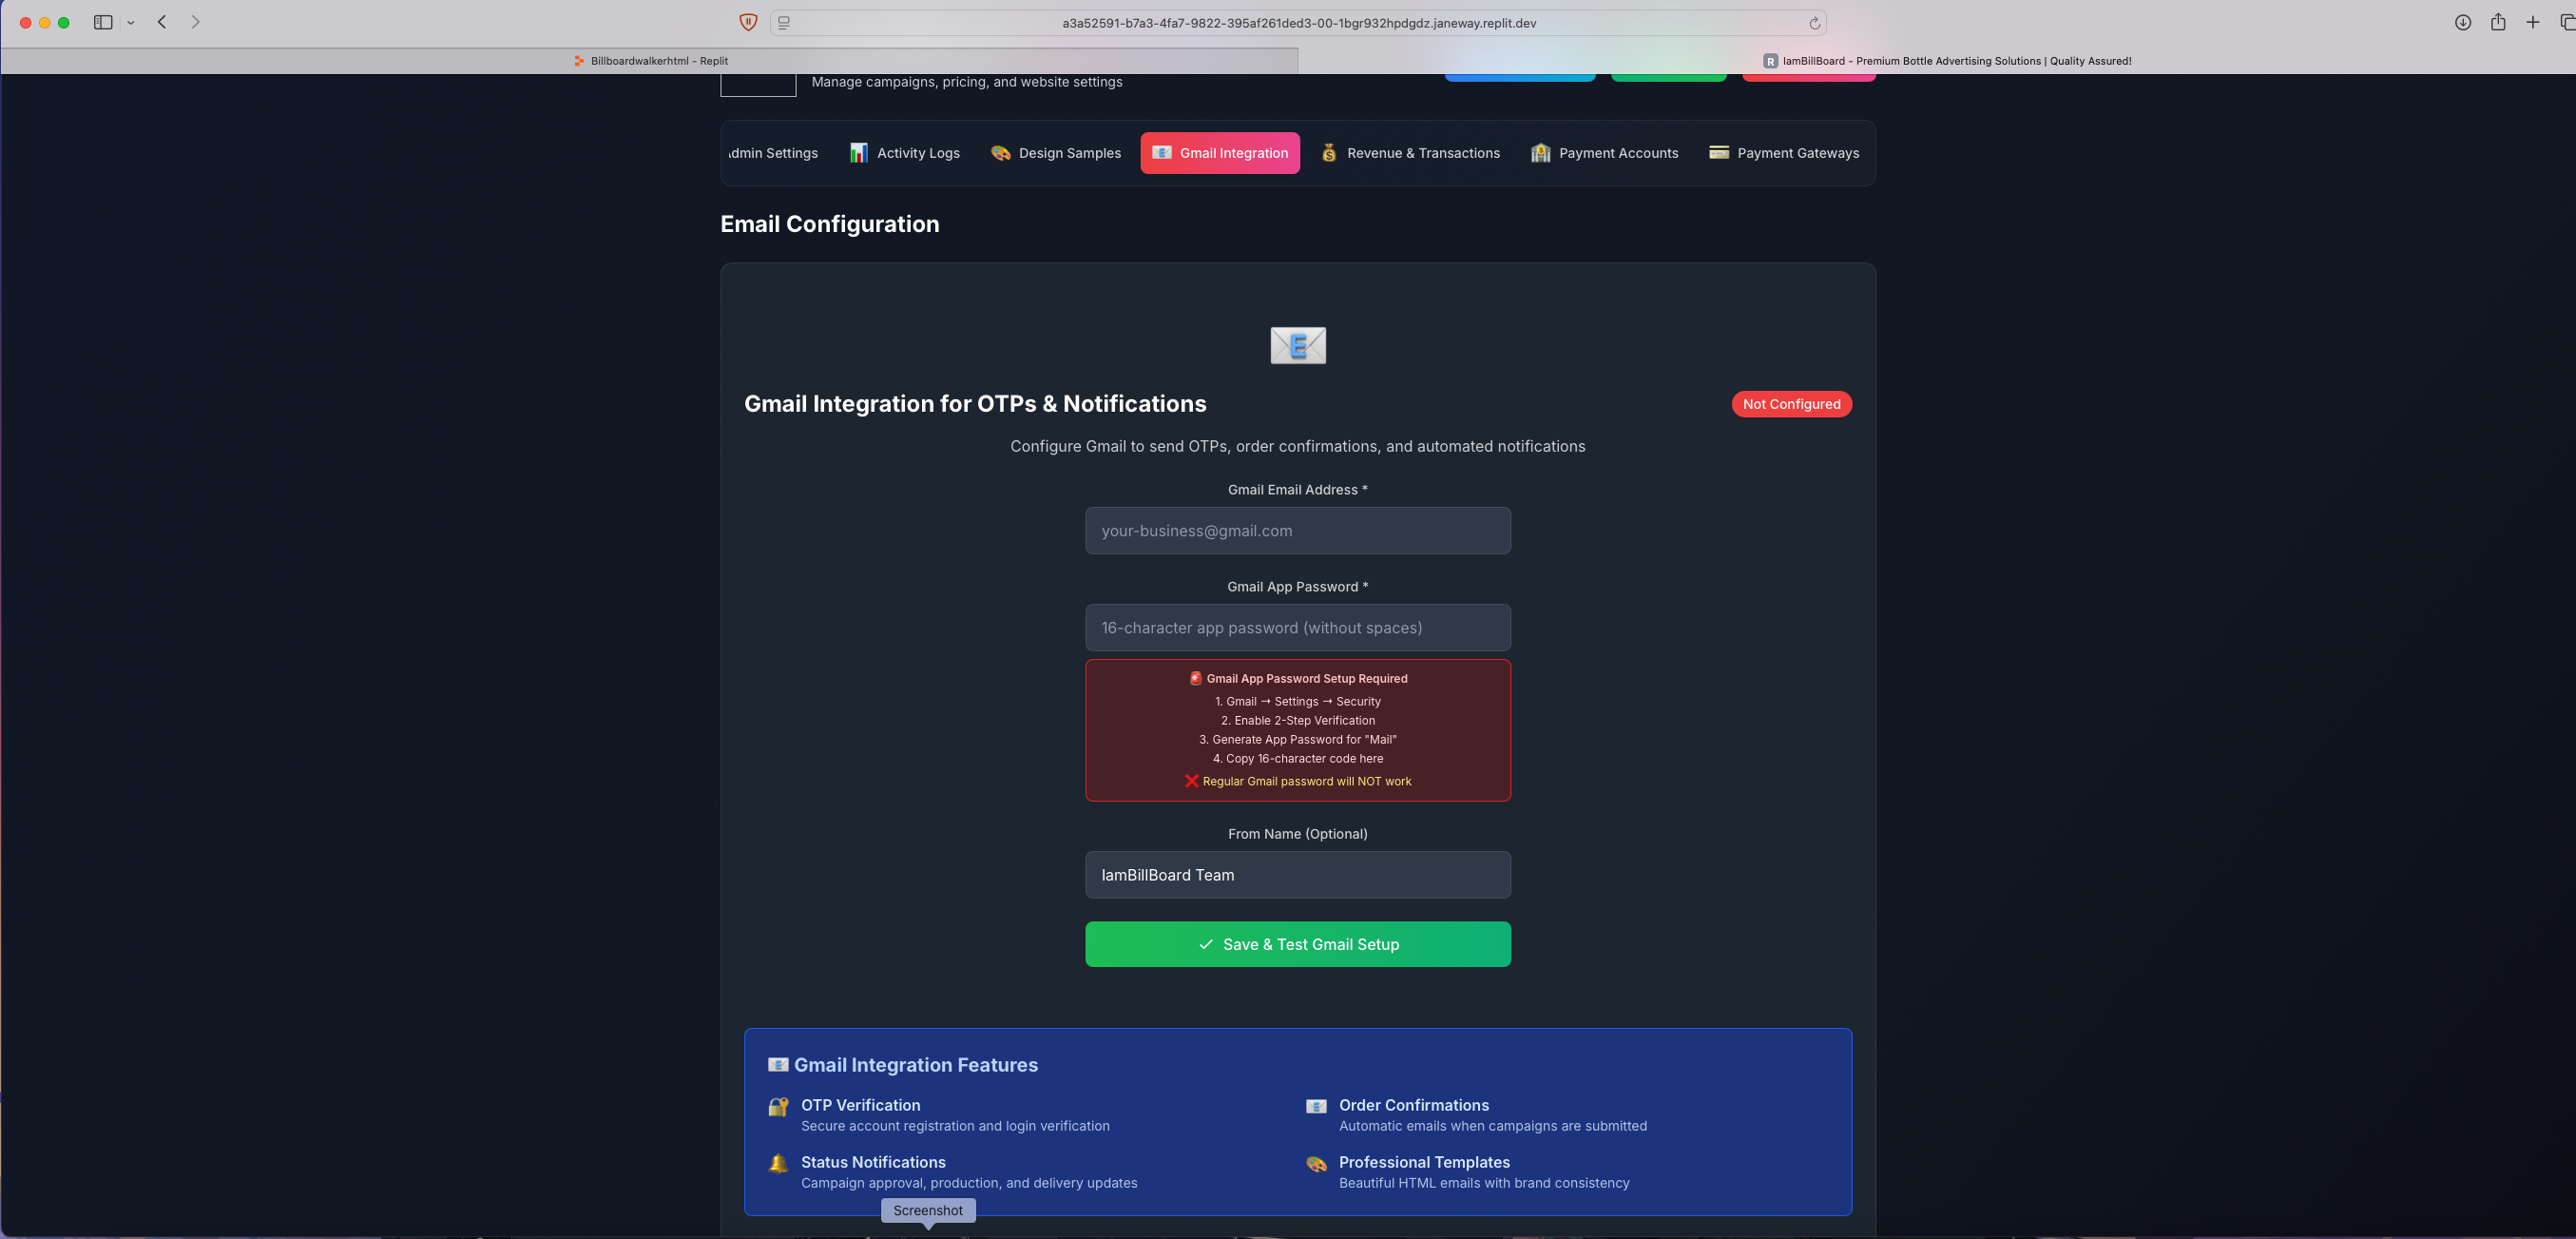 a3a52591-b7a3-4fa7-9822-395af261ded3-00-1bgr932hpdgdz.janeway.replit.dev
Billboardwalkerhtml - Replit
R IamBillBoard - Premium Bottle Advertising Solutions | Quality Assured!
Manage campaigns, pricing, and website settings
dmin Settings
Activity Logs
Design Samples
Gmail Integration
Revenue & Transactions
Payment Accounts
Payment Gateways
Email Configuration
Gmail Integration for OTPs & Notifications
Not Configured
Configure Gmail to send OTPs, order confirmations, and automated notifications
Gmail Email Address *
your-business@gmail.com
Gmail App Password *
16-character app password (without spaces)
🚨 Gmail App Password Setup Required
1. Gmail → Settings → Security
2. Enable 2-Step Verification
3. Generate App Password for "Mail"
4. Copy 16-character code here
❌ Regular Gmail password will NOT work
From Name (Optional)
IamBillBoard Team
✓ Save & Test Gmail Setup
📧 Gmail Integration Features
OTP Verification
Secure account registration and login verification
Order Confirmations
Automatic emails when campaigns are submitted
Status Notifications
Campaign approval, production, and delivery updates
Professional Templates
Beautiful HTML emails with brand consistency
Screenshot